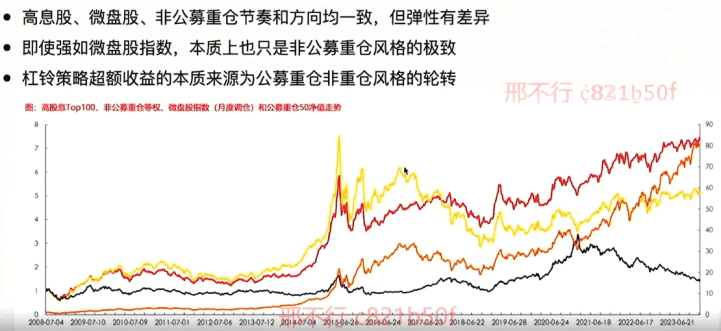 高息股、微盘股、非公募重仓节奏和方向均一致，但弹性有差异
即使强如微盘股指数，本质上也只是非公募重仓风格的极致
杠铃策略超额收益的本质来源为公募重仓非重仓风格的轮转
邢不行
图：高股息Top100、非公募重仓等权、微盘股指数（月度调仓）和公募重仓50净值走势
8 90
7 80
6 70
5 60
4 50
3 40
2 30
1 20
0 10
0
2008-07-04 2009-07-10 2010-07-09 2011-07-08 2012-07-06 2013-07-12 2014-07-04 2015-06-26 2016-06-24 2017-06-23 2018-06-22 2019-06-28 2020-06-24 2021-06-18 2022-06-17 2023-06-21
邢不行